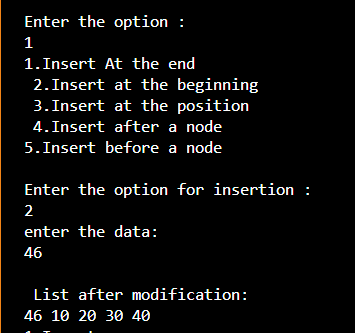 Enter the option :
1
1.Insert At the end
2.Insert at the beginning
3.Insert at the position
4.Insert after a node
5.Insert before a node
Enter the option for insertion :
2
enter the data:
46
List after modification:
46 10 20 30 40